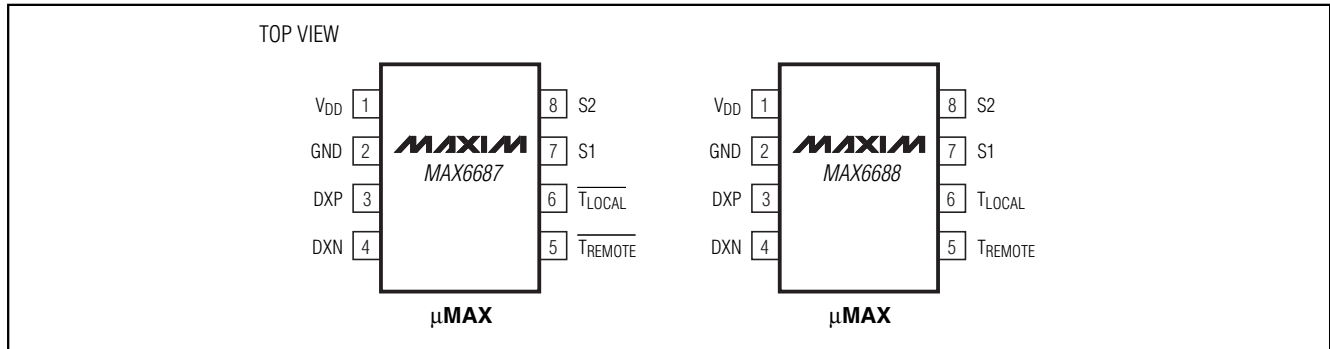 TOP VIEW
VDD 1 8 S2 VDD 1 8 S2
GND 2 MAXIM 7 S1 GND 2 MAXIM 7 S1
MAX6687 MAX6688
DXP 3 6 TLOCAL DXP 3 6 TLOCAL
DXN 4 5 TREMOTE DXN 4 5 TREMOTE
µMAX µMAX